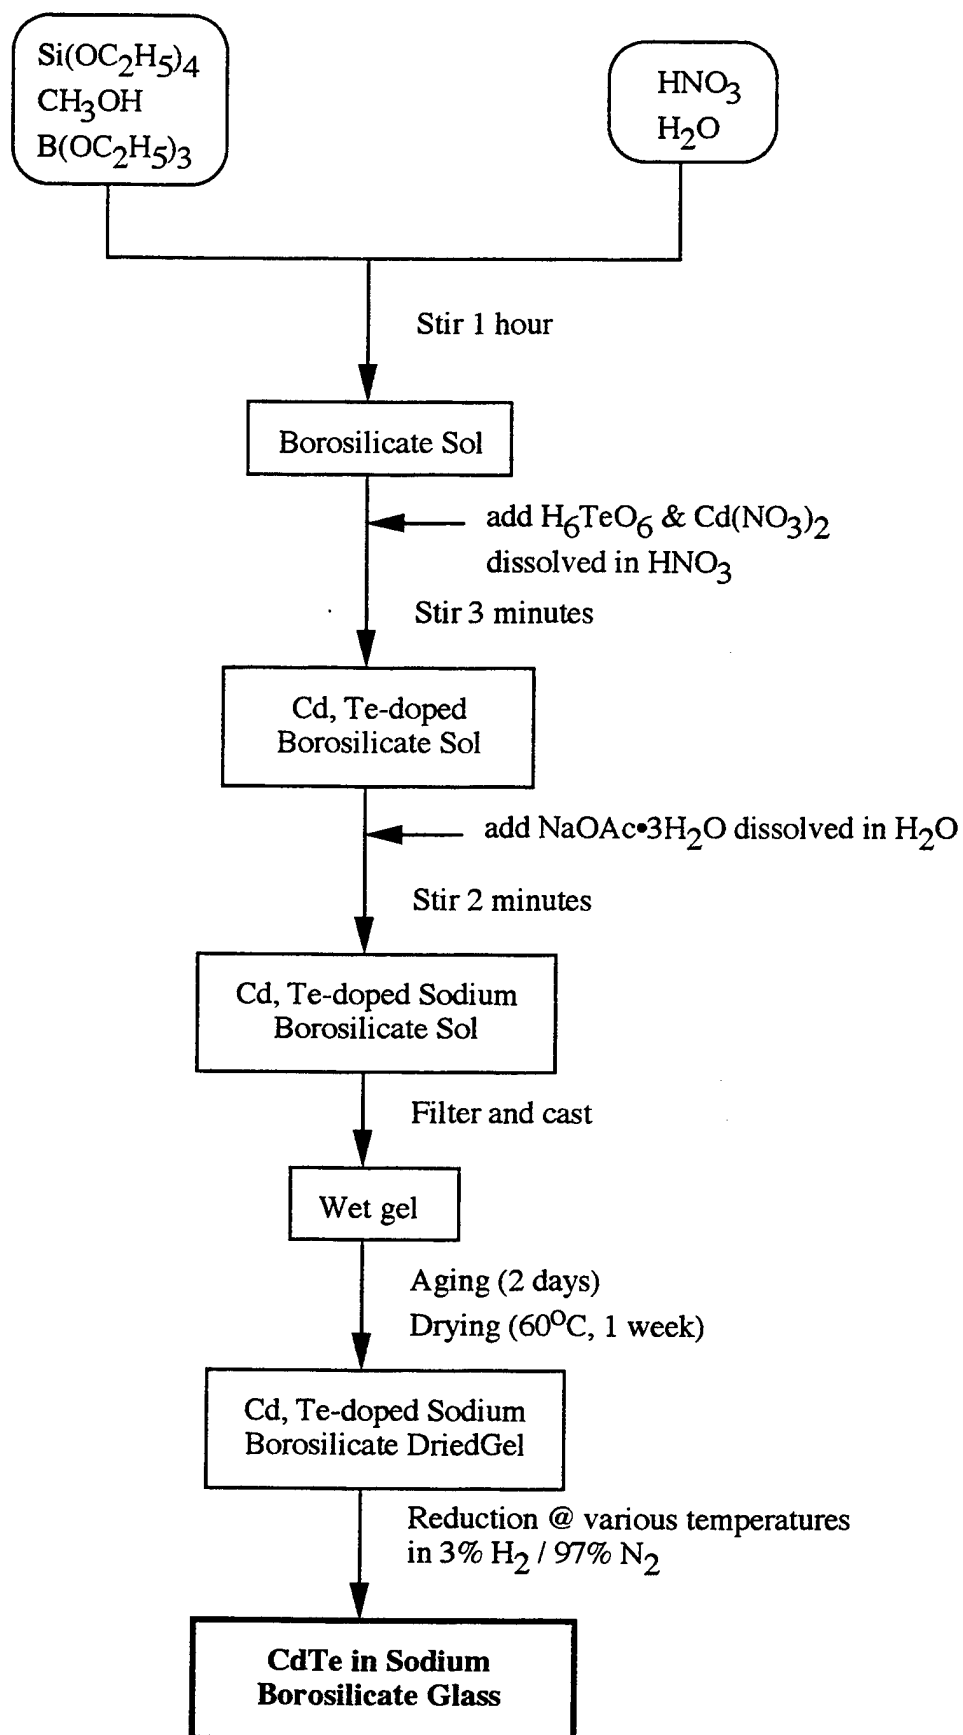 Si(OC2H5)4
CH3OH
B(OC2H5)3
HNO3
H2O
Stir 1 hour
Borosilicate Sol
add H6TeO6 & Cd(NO3)2
dissolved in HNO3
Stir 3 minutes
Cd, Te-doped
Borosilicate Sol
add NaOAc•3H2O dissolved in H2O
Stir 2 minutes
Cd, Te-doped Sodium
Borosilicate Sol
Filter and cast
Wet gel
Aging (2 days)
Drying (60°C, 1 week)
Cd, Te-doped Sodium
Borosilicate DriedGel
Reduction @ various temperatures
in 3% H2 / 97% N2
CdTe in Sodium
Borosilicate Glass